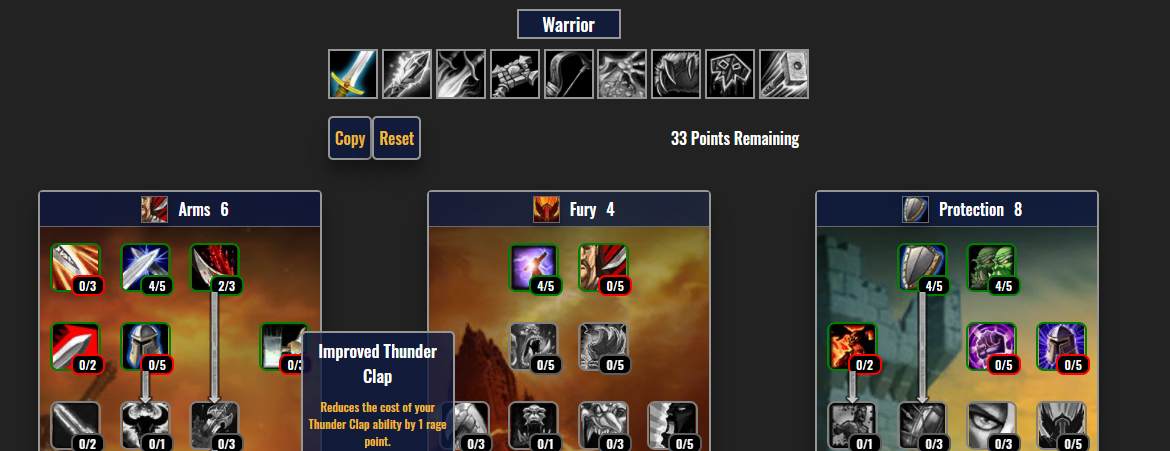 Warrior
Copy Reset
33 Points Remaining
Arms 6
Fury 4
Protection 8
0/3 4/5 2/3
4/5 0/5
4/5 4/5
0/2 0/5 0/3
0/5 0/5
0/2 0/5 0/5
Improved Thunder
Clap
Reduces the cost of your
Thunder Clap ability by 1 rage
point.
0/2 0/1 0/3
0/3 0/1 0/3 0/5
0/1 0/3 0/3 0/5